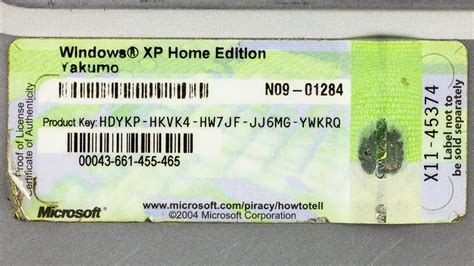 Windows® XP Home Edition
Yakumo
N09-01284
Product Key: HDYKP-HKVK4-HW7JF-JJ6MG-YWKRQ
00043-661-455-465
Proof of License
Certificate of Authenticity
Microsoft®
www.microsoft.com/piracy/howtotell
©2004 Microsoft Corporation
X11-45374
Label not to
be sold separately